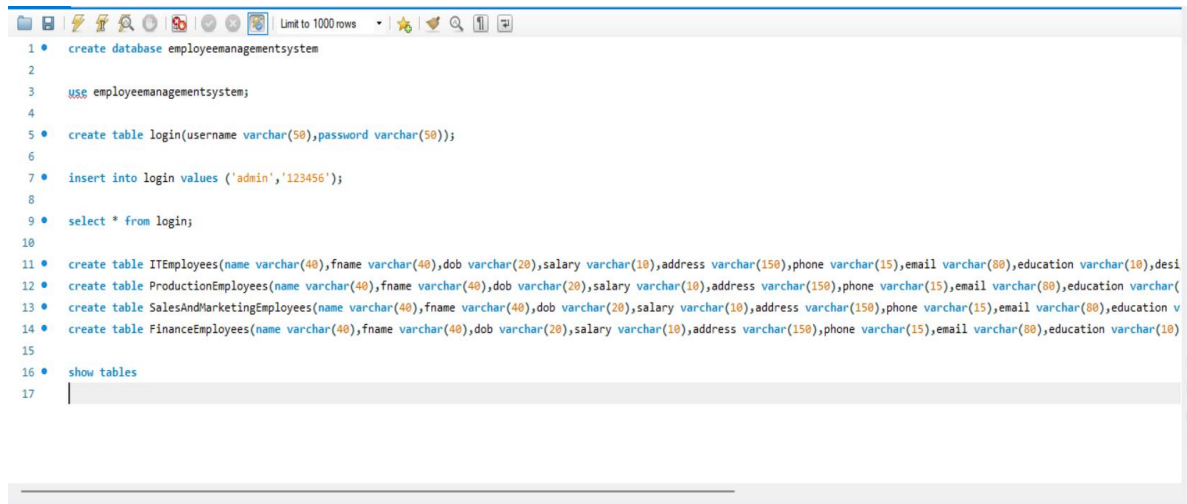 Limit to 1000 rows
1 create database employeemanagementsystem
2
3 use employeemanagementsystem;
4
5 create table login(username varchar(50),password varchar(50));
6
7 insert into login values ('admin','123456');
8
9 select * from login;
10
11 create table ITEmployees(name varchar(40),fname varchar(40),dob varchar(20),salary varchar(10),address varchar(150),phone varchar(15),email varchar(80),education varchar(10),desi
12 create table ProductionEmployees(name varchar(40),fname varchar(40),dob varchar(20),salary varchar(10),address varchar(150),phone varchar(15),email varchar(80),education varchar(
13 create table SalesAndMarketingEmployees(name varchar(40),fname varchar(40),dob varchar(20),salary varchar(10),address varchar(150),phone varchar(15),email varchar(80),education v
14 create table FinanceEmployees(name varchar(40),fname varchar(40),dob varchar(20),salary varchar(10),address varchar(150),phone varchar(15),email varchar(80),education varchar(10)
15
16 show tables
17